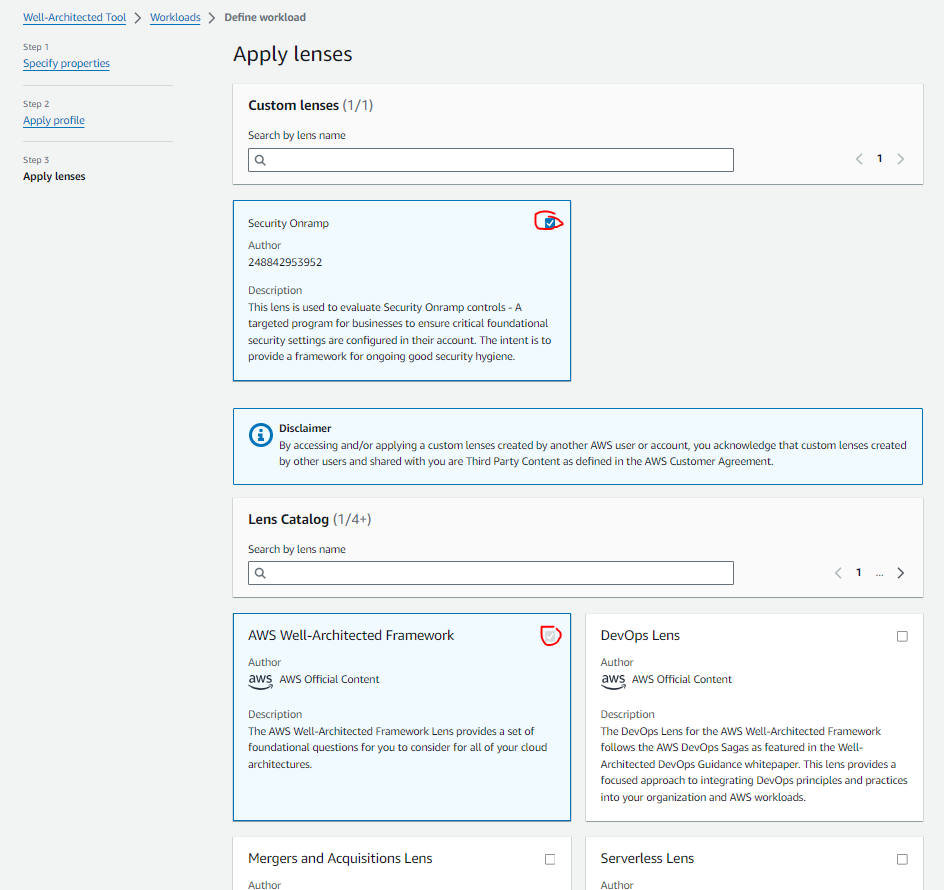 Well-Architected Tool > Workloads > Define workload
Step 1
Specify properties
Step 2
Apply profile
Step 3
Apply lenses
Apply lenses
Custom lenses (1/1)
Search by lens name
1
Security Onramp
Author
248842953952
Description
This lens is used to evaluate Security Onramp controls - A
targeted program for businesses to ensure critical foundational
security settings are configured in their account. The intent is to
provide a framework for ongoing good security hygiene.
Disclaimer
By accessing and/or applying a custom lenses created by another AWS user or account, you acknowledge that custom lenses created
by other users and shared with you are Third Party Content as defined in the AWS Customer Agreement.
Lens Catalog (1/4+)
Search by lens name
1 ...
AWS Well-Architected Framework
Author
aws AWS Official Content
Description
The AWS Well-Architected Framework Lens provides a set of
foundational questions for you to consider for all of your cloud
architectures.
DevOps Lens
Author
aws AWS Official Content
Description
The DevOps Lens for the AWS Well-Architected Framework
follows the AWS DevOps Sagas as featured in the Well-
Architected DevOps Guidance whitepaper. This lens provides a
focused approach to integrating DevOps principles and practices
into your organization and AWS workloads.
Mergers and Acquisitions Lens
Author
Serverless Lens
Author